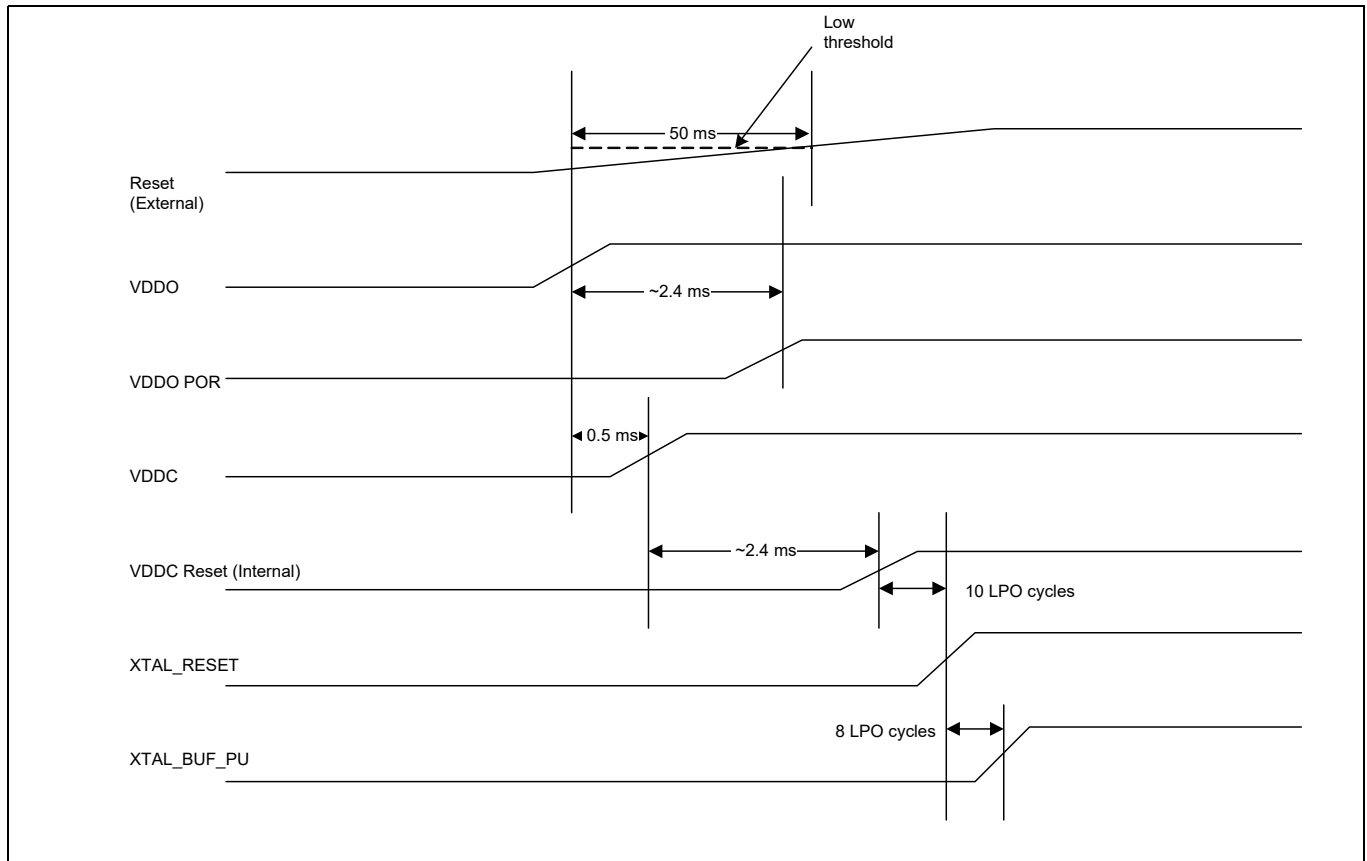 Low
threshold
50 ms
Reset
(External)
VDDO
~2.4 ms
VDDO POR
0.5 ms
VDDC
~2.4 ms
VDDC Reset (Internal)
10 LPO cycles
XTAL_RESET
8 LPO cycles
XTAL_BUF_PU